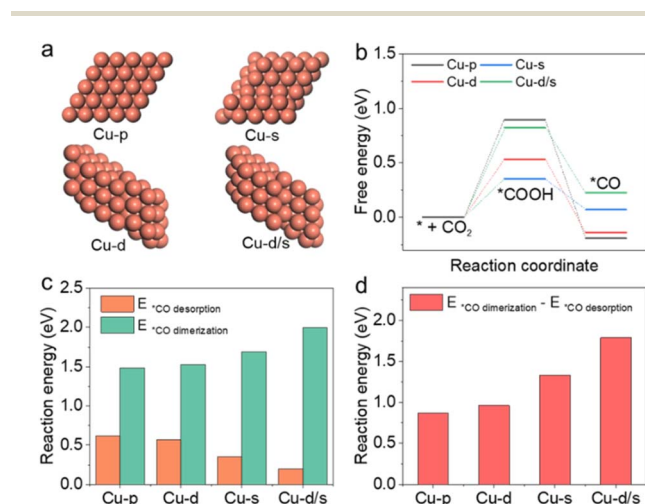 a
Cu-p
Cu-s
Cu-d
Cu-d/s
b
Free energy (eV)
1.5
1.0
0.5
0.0
Cu-p
Cu-s
Cu-d
Cu-d/s
*CO
*COOH
* + CO₂
Reaction coordinate
c
Reaction energy (eV)
2.5
2.0
1.5
1.0
0.5
0.0
E *CO desorption
E *CO dimerization
Cu-p Cu-d Cu-s Cu-d/s
d
Reaction energy (eV)
2.0
1.5
1.0
0.5
0.0
E *CO dimerization - E *CO desorption
Cu-p Cu-d Cu-s Cu-d/s